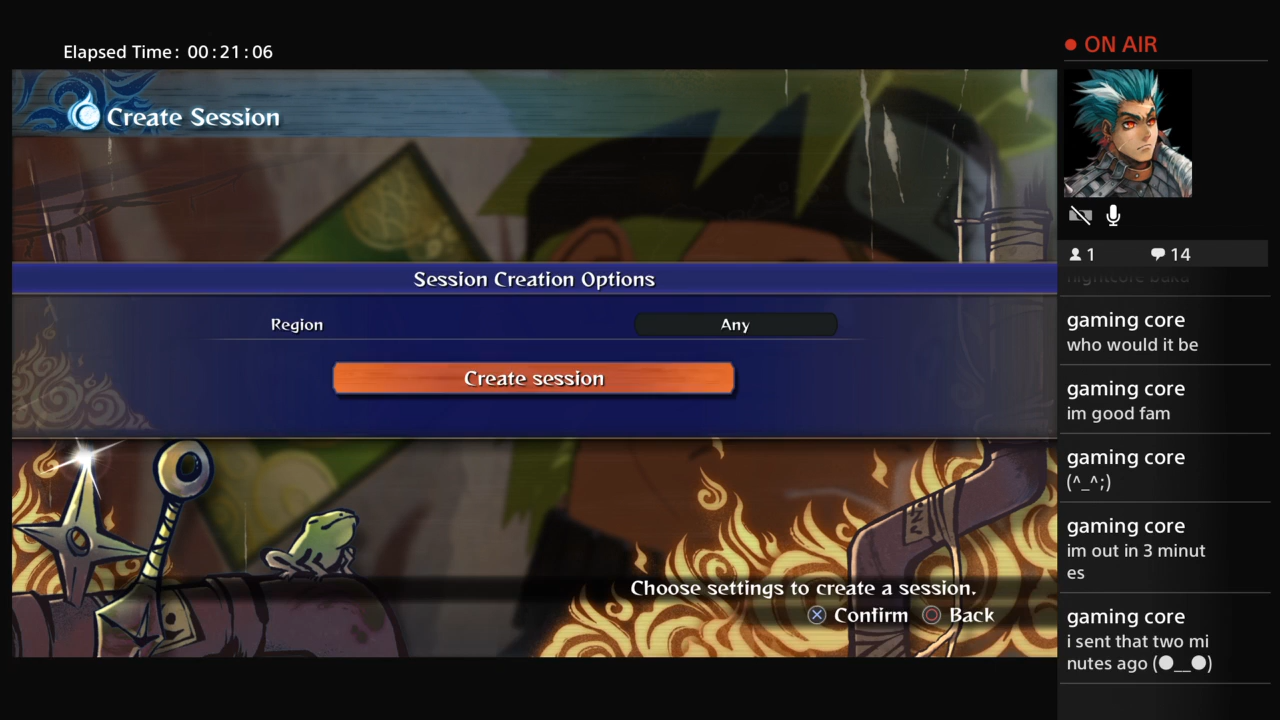 Elapsed Time: 00:21:06
ON AIR
Create Session
1
14
Session Creation Options
nightcore baka
Region
Any
gaming core
who would it be
Create session
gaming core
im good fam
gaming core
(^_^;)
gaming core
im out in 3 minut
es
Choose settings to create a session.
Confirm
Back
gaming core
i sent that two mi
nutes ago (●__●)